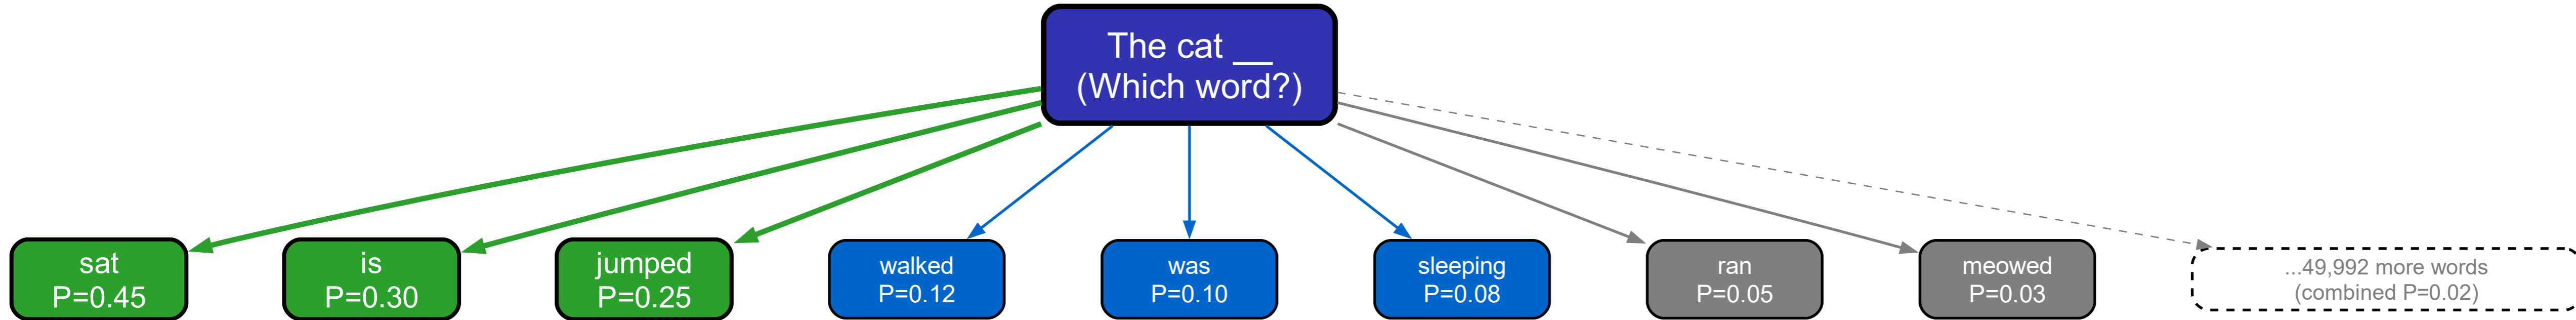 The cat __
(Which word?)
sat
P=0.45
is
P=0.30
jumped
P=0.25
walked
P=0.12
was
P=0.10
sleeping
P=0.08
ran
P=0.05
meowed
P=0.03
...49,992 more words
(combined P=0.02)